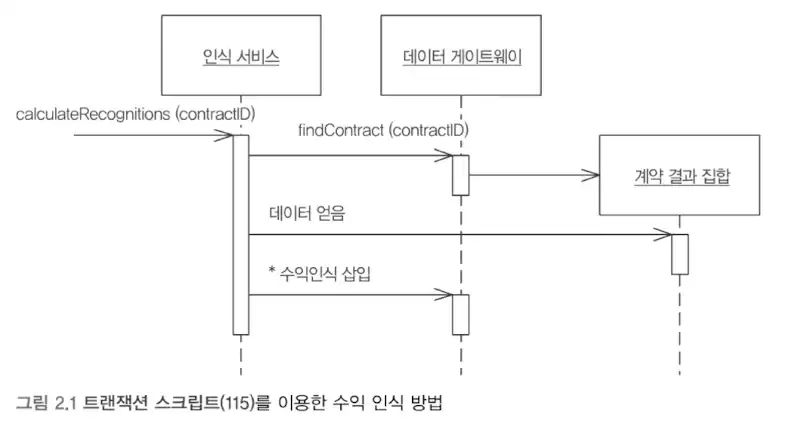 인식 서비스
데이터 게이트웨이
calculateRecognitions (contractID)
findContract (contractID)
계약 결과 집합
데이터 얻음
* 수익인식 삽입
그림 2.1 트랜잭션 스크립트(115)를 이용한 수익 인식 방법